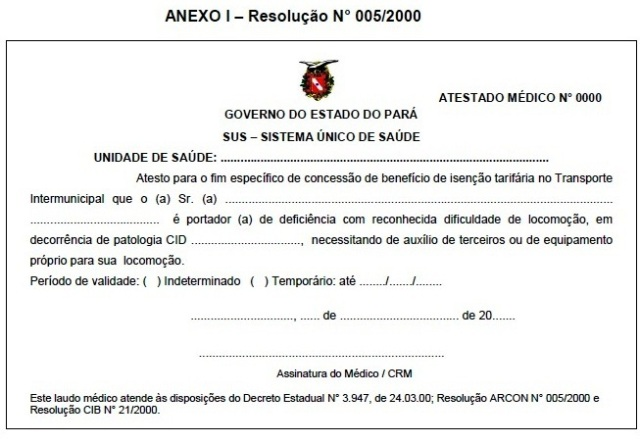 ANEXO I – Resolução N° 005/2000
ATESTADO MÉDICO N° 0000
GOVERNO DO ESTADO DO PARÁ
SUS – SISTEMA ÚNICO DE SAÚDE
UNIDADE DE SAÚDE: ....................................................................................................
Atesto para o fim específico de concessão de benefício de isenção tarifária no Transporte
Intermunicipal que o (a) Sr. (a) ....................................................................................................
...................................... é portador (a) de deficiência com reconhecida dificuldade de locomoção, em
decorrência de patologia CID ................................, necessitando de auxílio de terceiros ou de equipamento
próprio para sua locomoção.
Período de validade: ( ) Indeterminado ( ) Temporário: até ......../......./........
..............................., ...... de ................................... de 20.......
.........................................................................
Assinatura do Médico / CRM
Este laudo médico atende às disposições do Decreto Estadual N° 3.947, de 24.03.00; Resolução ARCON N° 005/2000 e
Resolução CIB N° 21/2000.